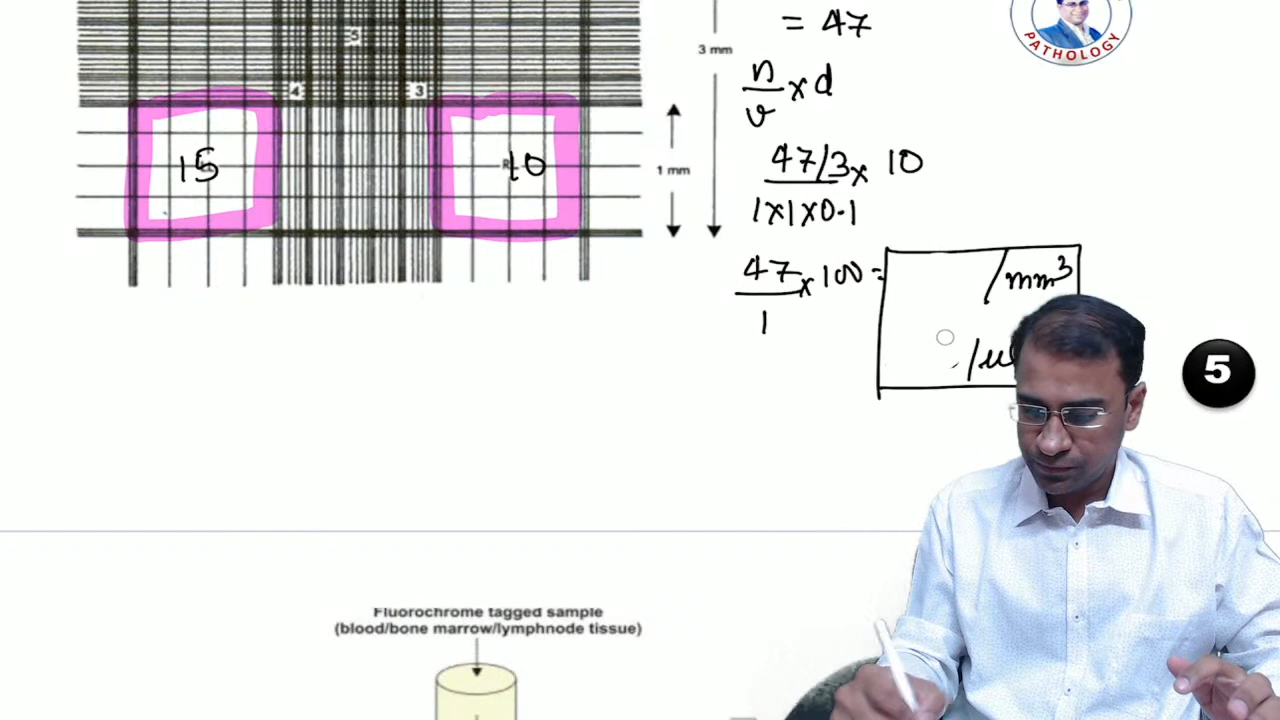 = 47
5
3 mm
n/v x d
4
3
15
10
1 mm
47/3 x 10
1x1x0.1
47/1 x 100 =
/mm³
/ul
5
PATHOLOGY
Fluorochrome tagged sample
(blood/bone marrow/lymphnode tissue)